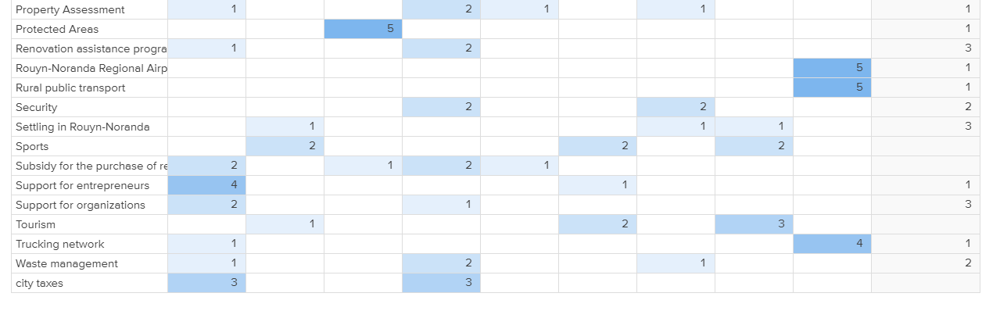 Property Assessment 1 2 1 1 1
Protected Areas 5 1
Renovation assistance progra 1 2 3
Rouyn-Noranda Regional Airp 5 1
Rural public transport 5 1
Security 2 2 2
Settling in Rouyn-Noranda 1 1 1 3
Sports 2 2 2
Subsidy for the purchase of re 2 1 2 1
Support for entrepreneurs 4 1 1
Support for organizations 2 1 3
Tourism 1 2 3
Trucking network 1 4 1
Waste management 1 2 1 2
city taxes 3 3